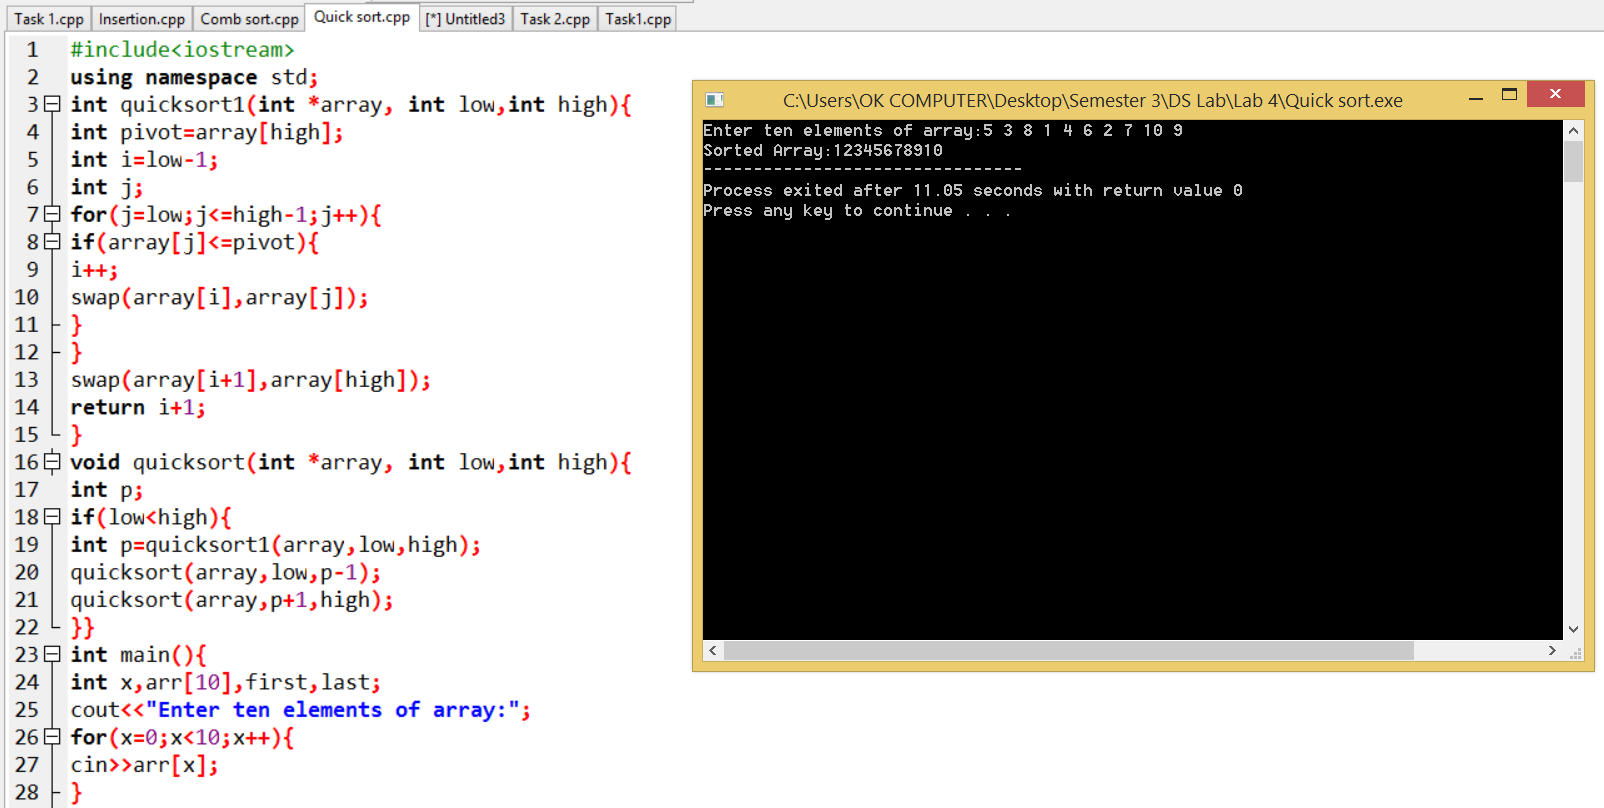 Task 1.cpp Insertion.cpp Comb sort.cpp Quick sort.cpp [*] Untitled3 Task 2.cpp Task1.cpp
1 #include<iostream>
2 using namespace std;
3 int quicksort1(int *array, int low,int high){
4 int pivot=array[high];
5 int i=low-1;
6 int j;
7 for(j=low;j<=high-1;j++){
8 if(array[j]<=pivot){
9 i++;
10 swap(array[i],array[j]);
11 }
12 }
13 swap(array[i+1],array[high]);
14 return i+1;
15 }
16 void quicksort(int *array, int low,int high){
17 int p;
18 if(low<high){
19 int p=quicksort1(array,low,high);
20 quicksort(array,low,p-1);
21 quicksort(array,p+1,high);
22 }}
23 int main(){
24 int x,arr[10],first,last;
25 cout<<"Enter ten elements of array:";
26 for(x=0;x<10;x++){
27 cin>>arr[x];
28 }
C:\Users\OK COMPUTER\Desktop\Semester 3\DS Lab\Lab 4\Quick sort.exe
Enter ten elements of array:5 3 8 1 4 6 2 7 10 9
Sorted Array:12345678910
--------------------------------
Process exited after 11.05 seconds with return value 0
Press any key to continue . . .